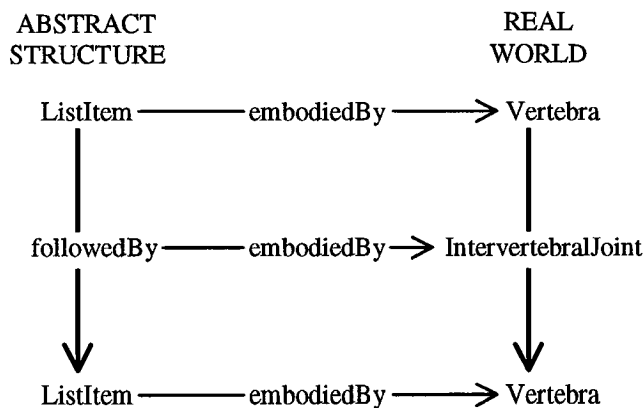 ABSTRACT
STRUCTURE
REAL
WORLD
ListItem embodiedBy Vertebra
followedBy embodiedBy IntervertebralJoint
ListItem embodiedBy Vertebra